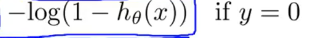 −log(1 − hθ(x)) if y = 0